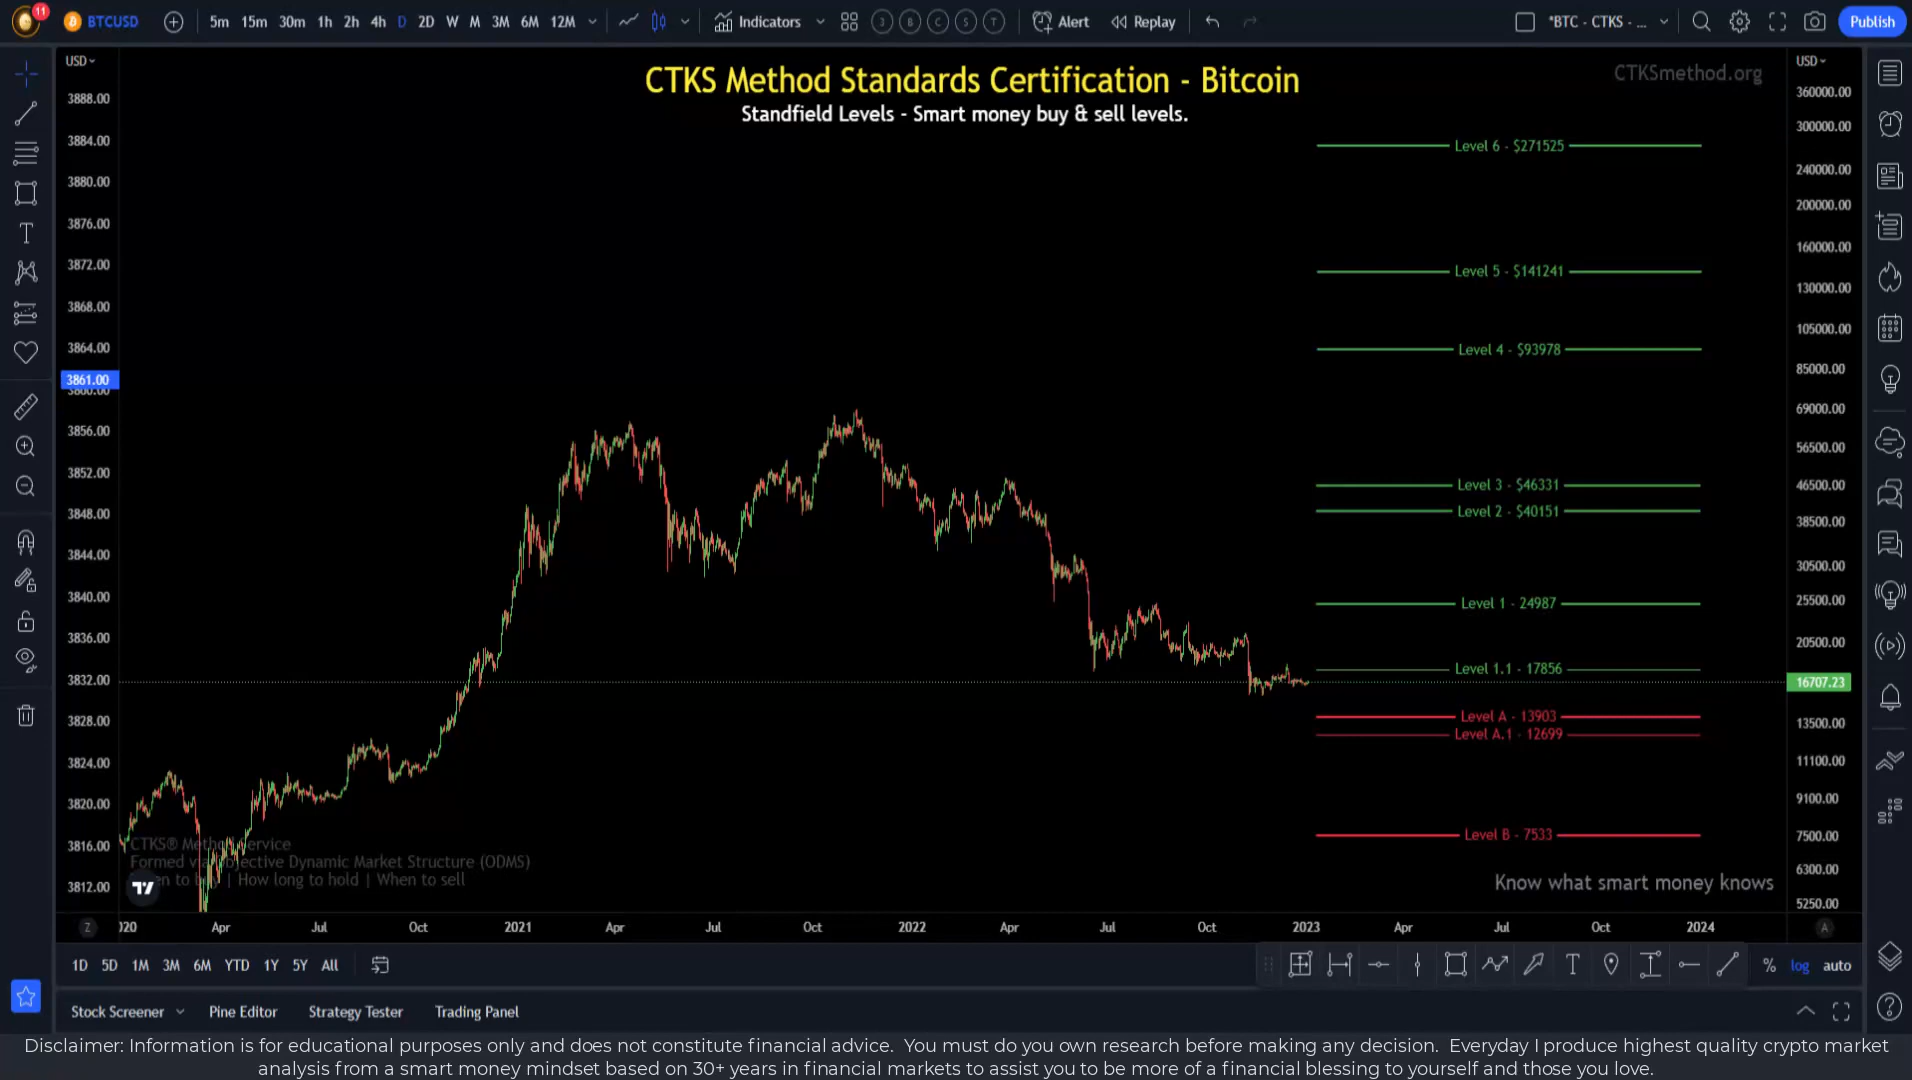 11
BTCUSD
5m 15m 30m 1h 2h 4h D 2D W M 3M 6M 12M
Indicators
3 B C S T
Alert
Replay
*BTC - CTKS - ...
Publish
USD
USD
CTKS Method Standards Certification - Bitcoin
Standfield Levels - Smart money buy & sell levels.
CTKSmethod.org
3888.00
3884.00
3880.00
3876.00
3872.00
3868.00
3864.00
3861.00
3860.00
3856.00
3852.00
3848.00
3844.00
3840.00
3836.00
3832.00
3828.00
3824.00
3820.00
3816.00
3812.00
Level 6 - $271525
Level 5 - $141241
Level 4 - $93978
Level 3 - $46331
Level 2 - $40151
Level 1 - 24987
Level 1.1 - 17856
Level A - 13903
Level A.1 - 12699
Level B - 7533
360000.00
300000.00
240000.00
200000.00
160000.00
130000.00
105000.00
85000.00
69000.00
56500.00
46500.00
38500.00
30500.00
25500.00
20500.00
16707.23
13500.00
11100.00
9100.00
7500.00
6300.00
5250.00
CTKS® Method Service
Formed via Objective Dynamic Market Structure (ODMS)
to buy | How long to hold | When to sell
Know what smart money knows
Z 020 Apr Jul Oct 2021 Apr Jul Oct 2022 Apr Jul Oct 2023 Apr Jul Oct 2024 A
1D 5D 1M 3M 6M YTD 1Y 5Y All
% log auto
Stock Screener Pine Editor Strategy Tester Trading Panel
Disclaimer: Information is for educational purposes only and does not constitute financial advice. You must do you own research before making any decision. Everyday I produce highest quality crypto market
analysis from a smart money mindset based on 30+ years in financial markets to assist you to be more of a financial blessing to yourself and those you love.